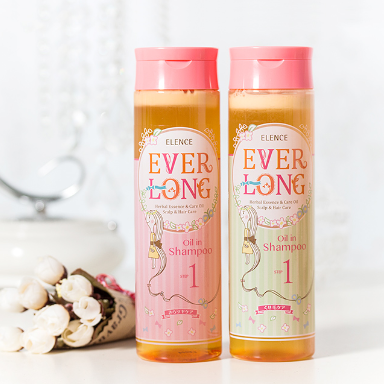 ELENCE
EVER
LONG
Herbal Essence & Care Oil
Scalp & Hair Care
Oil in
Shampoo
STEP
1
ELENCE
EVER
LONG
Herbal Essence & Care Oil
Scalp & Hair Care
Oil in
Shampoo
STEP
1